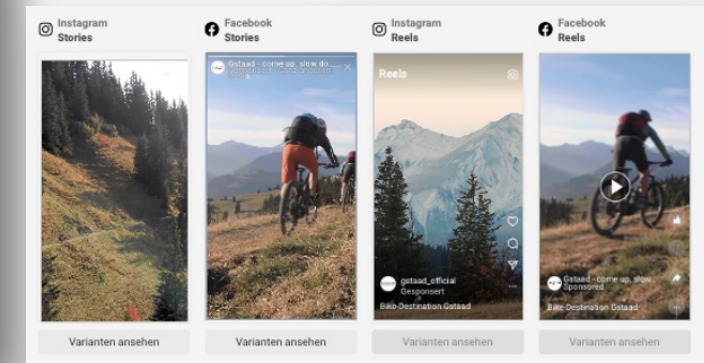 Instagram
Stories
Facebook
Stories
Instagram
Reels
Facebook
Reels
Gstaad - come up, slow do...
Gesponsert
Reels
gstaad_official
Gesponsert
Bike-Destination Gstaad
Gstaad - come up, slow...
Sponsored
Bike-Destination Gstaad
Varianten ansehen
Varianten ansehen
Varianten ansehen
Varianten ansehen